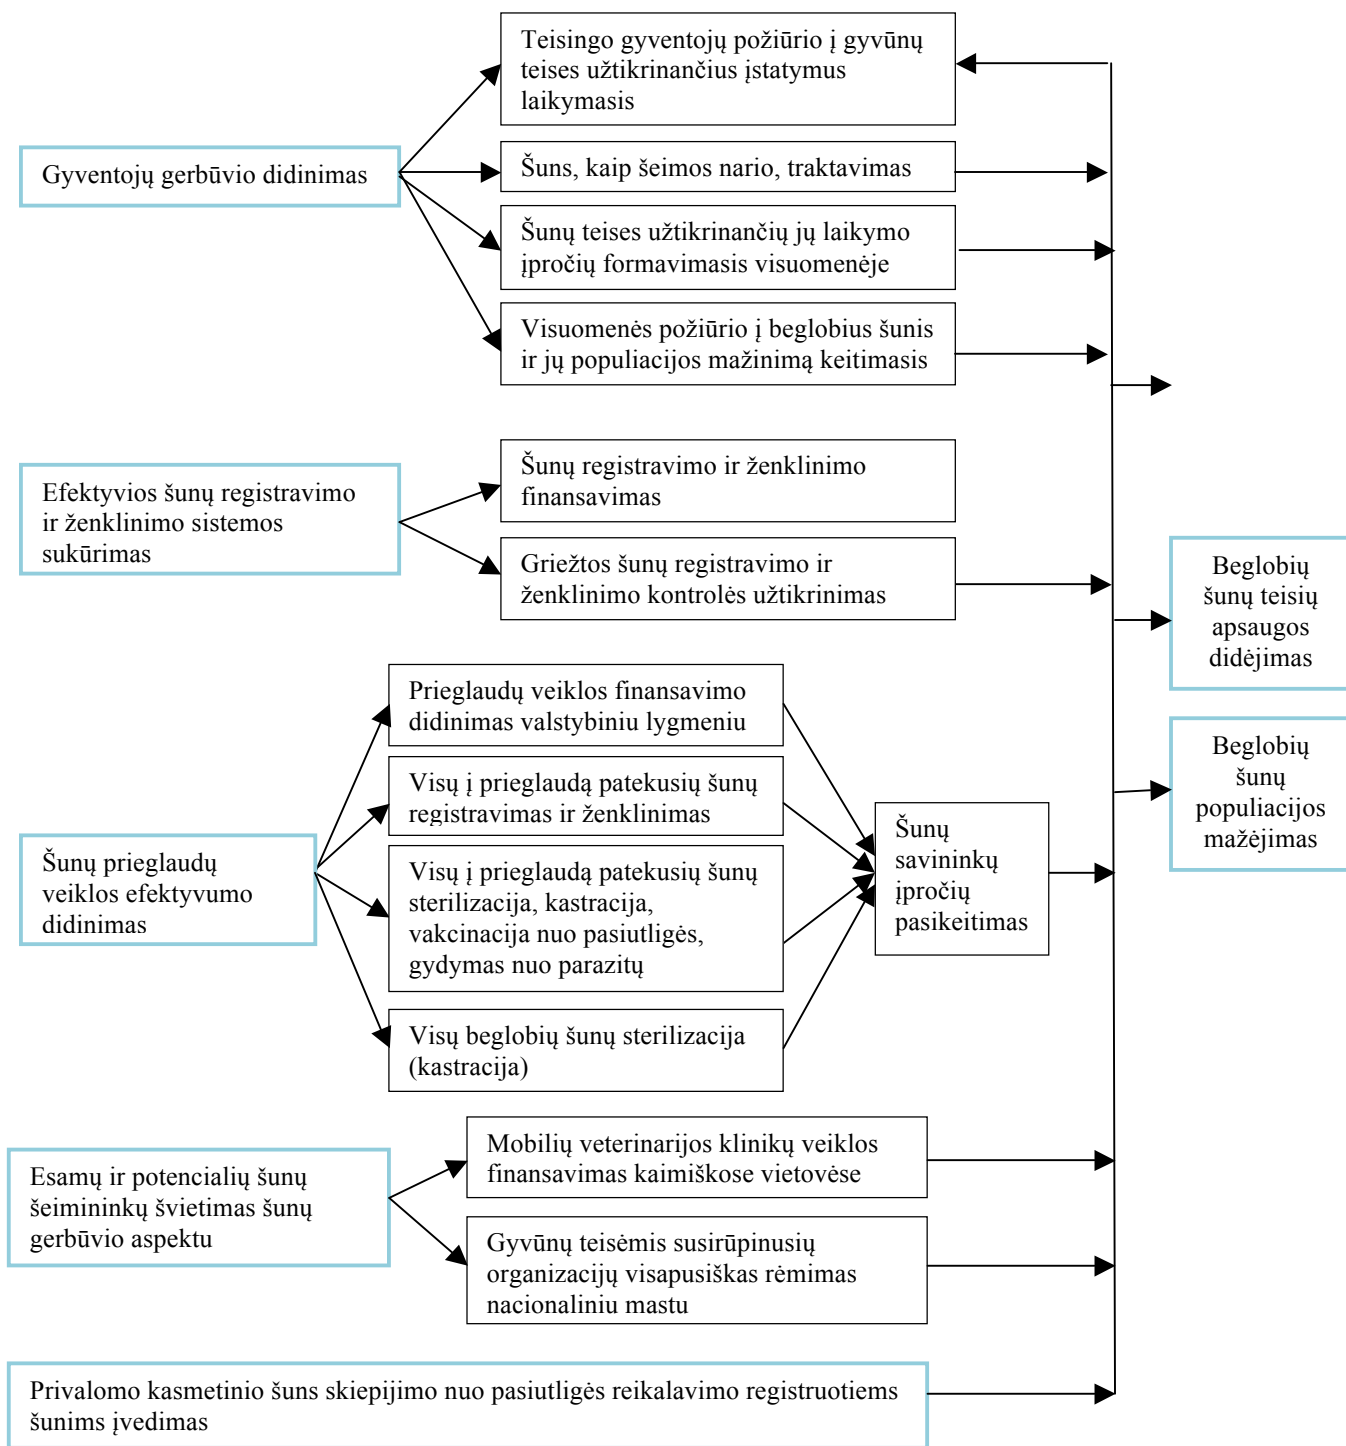 Teisingo gyventojų požiūrio į gyvūnų
teises užtikrinančius įstatymus
laikymasis
Gyventojų gerbūvio didinimas
Šuns, kaip šeimos nario, traktavimas
Šunų teises užtikrinančių jų laikymo
įpročių formavimasis visuomenėje
Visuomenės požiūrio į beglobius šunis
ir jų populiacijos mažinimą keitimasis
Efektyvios šunų registravimo
ir ženklinimo sistemos
sukūrimas
Šunų registravimo ir ženklinimo
finansavimas
Griežtos šunų registravimo ir
ženklinimo kontrolės užtikrinimas
Beglobių
šunų teisių
apsaugos
didėjimas
Prieglaudų veiklos finansavimo
didinimas valstybiniu lygmeniu
Visų į prieglaudą patekusių šunų
registravimas ir ženklinimas
Šunų prieglaudų
veiklos efektyvumo
didinimas
Visų į prieglaudą patekusių šunų
sterilizacija, kastracija,
vakcinacija nuo pasiutligės,
gydymas nuo parazitų
Visų beglobių šunų sterilizacija
(kastracija)
Šunų
savininkų
įpročių
pasikeitimas
Beglobių
šunų
populiacijos
mažėjimas
Esamų ir potencialių šunų
šeimininkų švietimas šunų
gerbūvio aspektu
Mobilių veterinarijos klinikų veiklos
finansavimas kaimiškose vietovėse
Gyvūnų teisėmis susirūpinusių
organizacijų visapusiškas rėmimas
nacionaliniu mastu
Privalomo kasmetinio šuns skiepijimo nuo pasiutligės reikalavimo registruotiems
šunims įvedimas